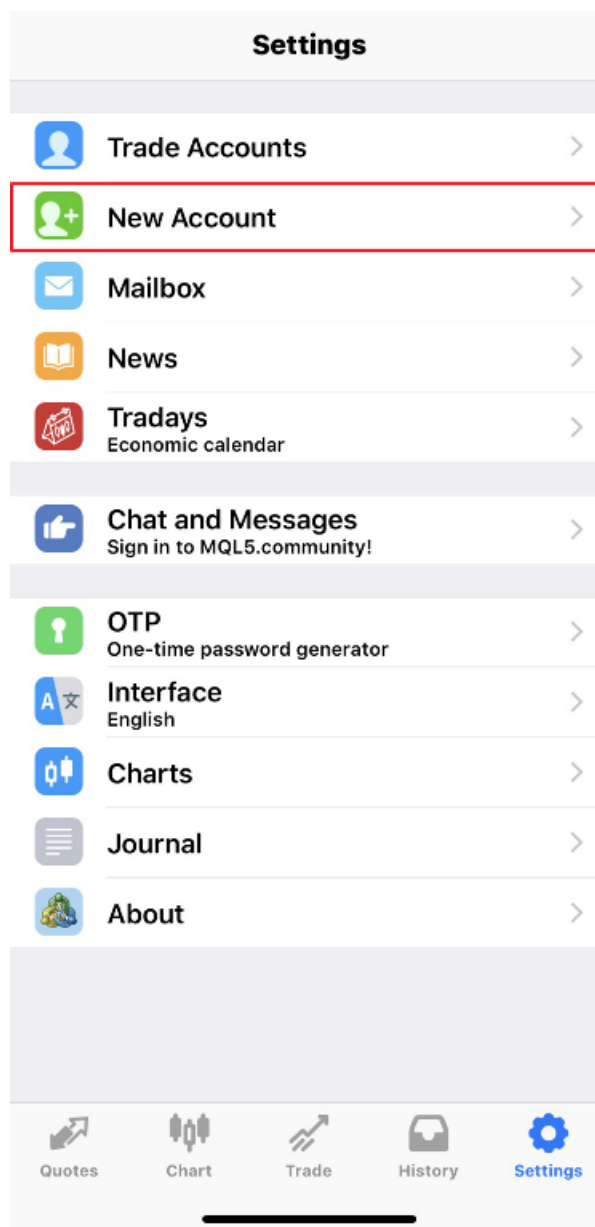 Settings
Trade Accounts
New Account
Mailbox
News
Tradays
Economic calendar
Chat and Messages
Sign in to MQL5.community!
OTP
One-time password generator
Interface
English
Charts
Journal
About
Quotes Chart Trade History Settings